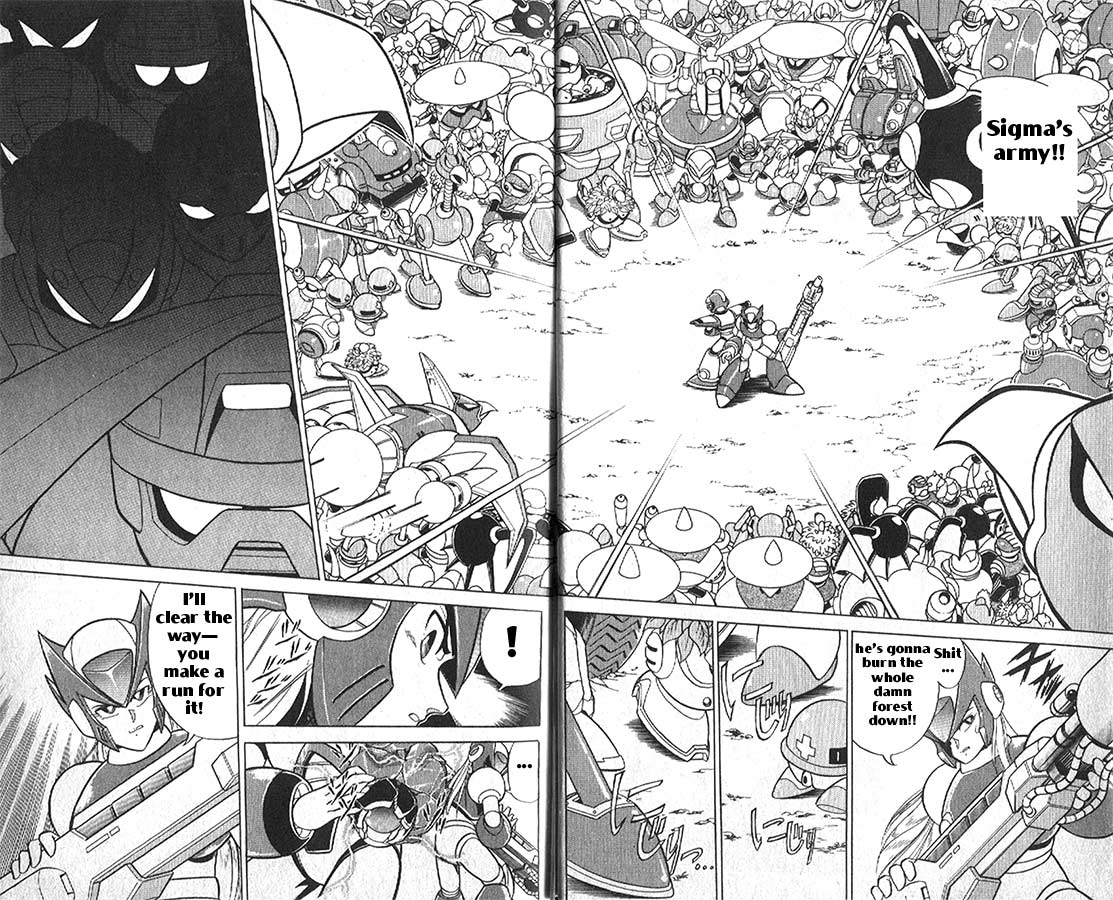 Sigma's
army!!
Shit
...
he's gonna
burn the
whole
damn
forest
down!!
!
...
I'll
clear the
way—
you
make a
run for
it!